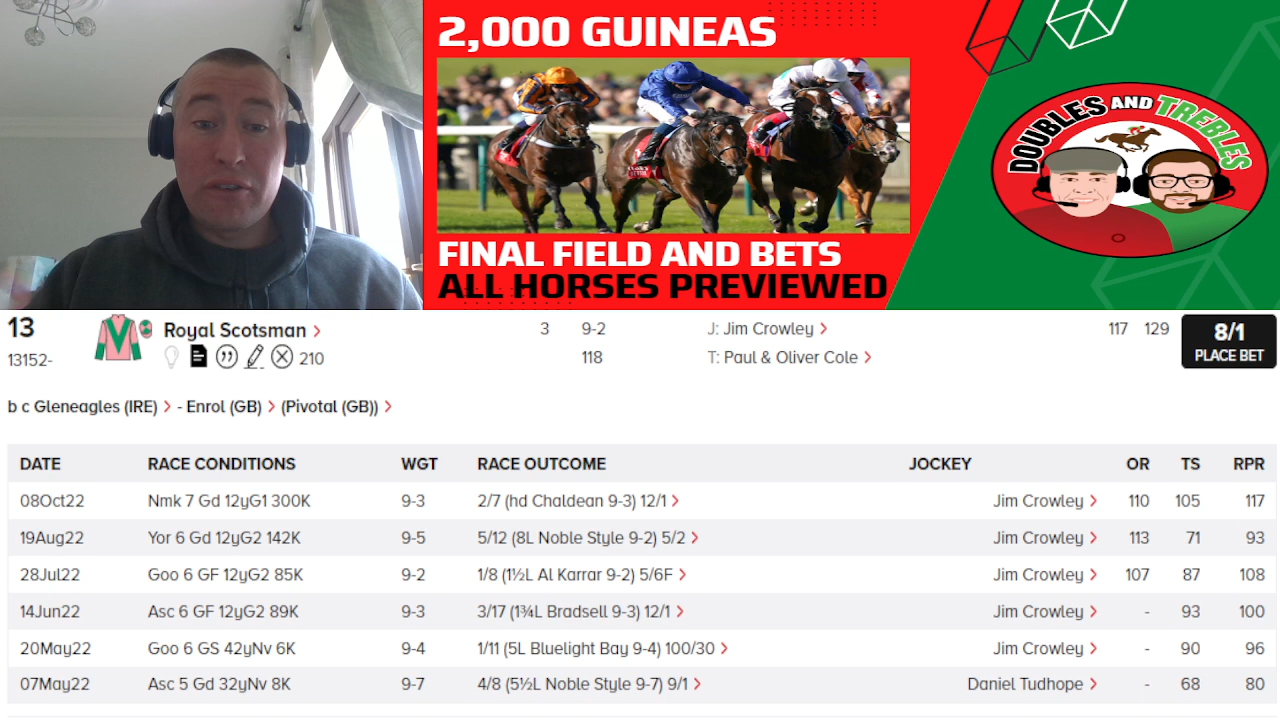 2,000 GUINEAS
FINAL FIELD AND BETS
ALL HORSES PREVIEWED
DOUBLES AND TREBLES
13 Royal Scotsman 3 9-2 J: Jim Crowley 117 129 8/1
13152- 210 118 T: Paul & Oliver Cole PLACE BET
b c Gleneagles (IRE) - Enrol (GB) (Pivotal (GB))
DATE RACE CONDITIONS WGT RACE OUTCOME JOCKEY OR TS RPR
08Oct22 Nmk 7 Gd 12yG1 300K 9-3 2/7 (hd Chaldean 9-3) 12/1 Jim Crowley 110 105 117
19Aug22 Yor 6 Gd 12yG2 142K 9-5 5/12 (8L Noble Style 9-2) 5/2 Jim Crowley 113 71 93
28Jul22 Goo 6 GF 12yG2 85K 9-2 1/8 (1½L Al Karrar 9-2) 5/6F Jim Crowley 107 87 108
14Jun22 Asc 6 GF 12yG2 89K 9-3 3/17 (1¾L Bradsell 9-3) 12/1 Jim Crowley - 93 100
20May22 Goo 6 GS 42yNv 6K 9-4 1/11 (5L Bluelight Bay 9-4) 100/30 Jim Crowley - 90 96
07May22 Asc 5 Gd 32yNv 8K 9-7 4/8 (5½L Noble Style 9-7) 9/1 Daniel Tudhope - 68 80